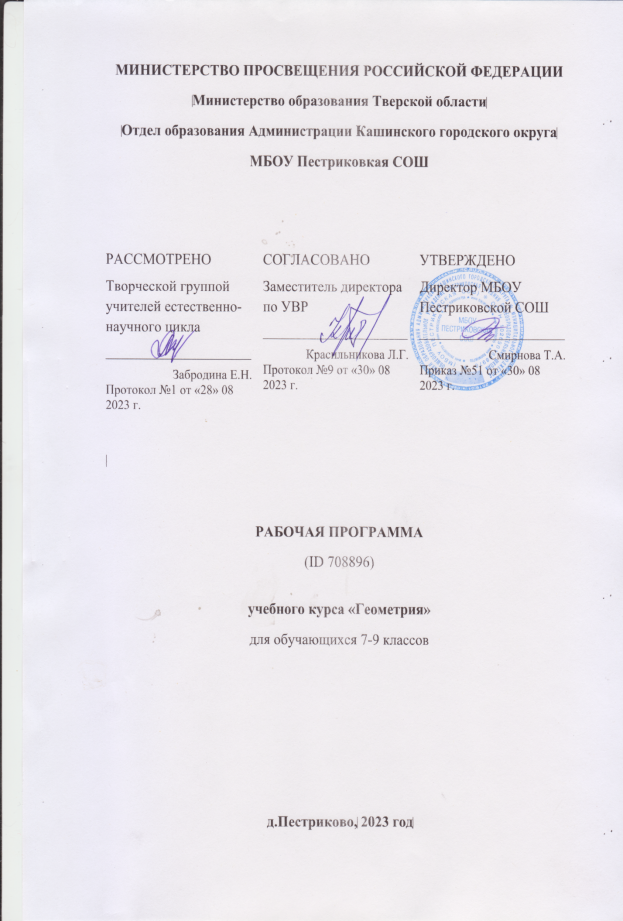 МИНИСТЕРСТВО ПРОСВЕЩЕНИЯ РОССИЙСКОЙ ФЕДЕРАЦИИ
Министерство образования Тверской области
Отдел образования Администрации Кашинского городского округа
МБОУ Пестриковкая СОШ
РАССМОТРЕНО
Творческой группой
учителей естественно-
научного цикла
Забродина Е.Н.
Протокол №1 от «28» 08
2023 г.
СОГЛАСОВАНО
Заместитель директора
по УВР
Красильникова Л.Г.
Протокол №9 от «30» 08
2023 г.
УТВЕРЖДЕНО
Директор МБОУ
Пестриковской СОШ
Смирнова Т.А.
Приказ №51 от «30» 08
2023 г.
РАБОЧАЯ ПРОГРАММА
(ID 708896)
учебного курса «Геометрия»
для обучающихся 7-9 классов
д.Пестриково, 2023 год